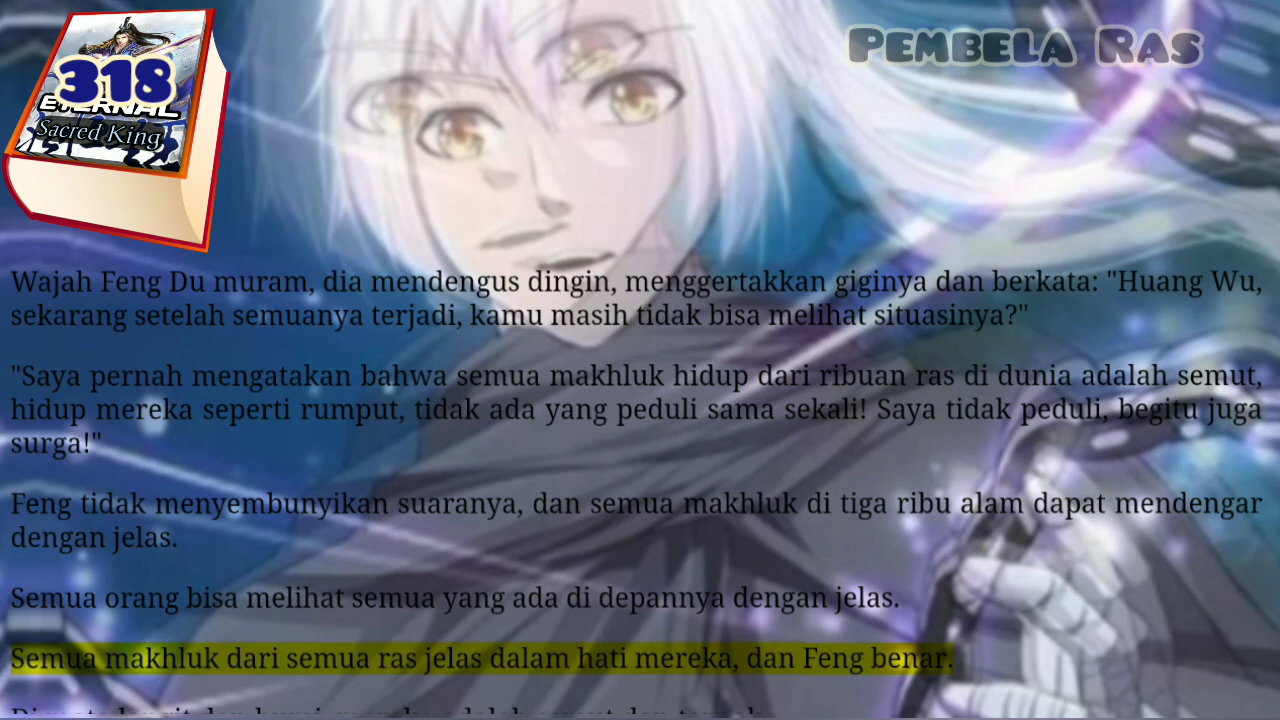 318
ETERNAL
Sacred King
PEMBELA RAS
Wajah Feng Du muram, dia mendengus dingin, menggertakkan giginya dan berkata: "Huang Wu,
sekarang setelah semuanya terjadi, kamu masih tidak bisa melihat situasinya?"
"Saya pernah mengatakan bahwa semua makhluk hidup dari ribuan ras di dunia adalah semut,
hidup mereka seperti rumput, tidak ada yang peduli sama sekali! Saya tidak peduli, begitu juga
surga!"
Feng tidak menyembunyikan suaranya, dan semua makhluk di tiga ribu alam dapat mendengar
dengan jelas.
Semua orang bisa melihat semua yang ada di depannya dengan jelas.
Semua makhluk dari semua ras jelas dalam hati mereka, dan Feng benar.